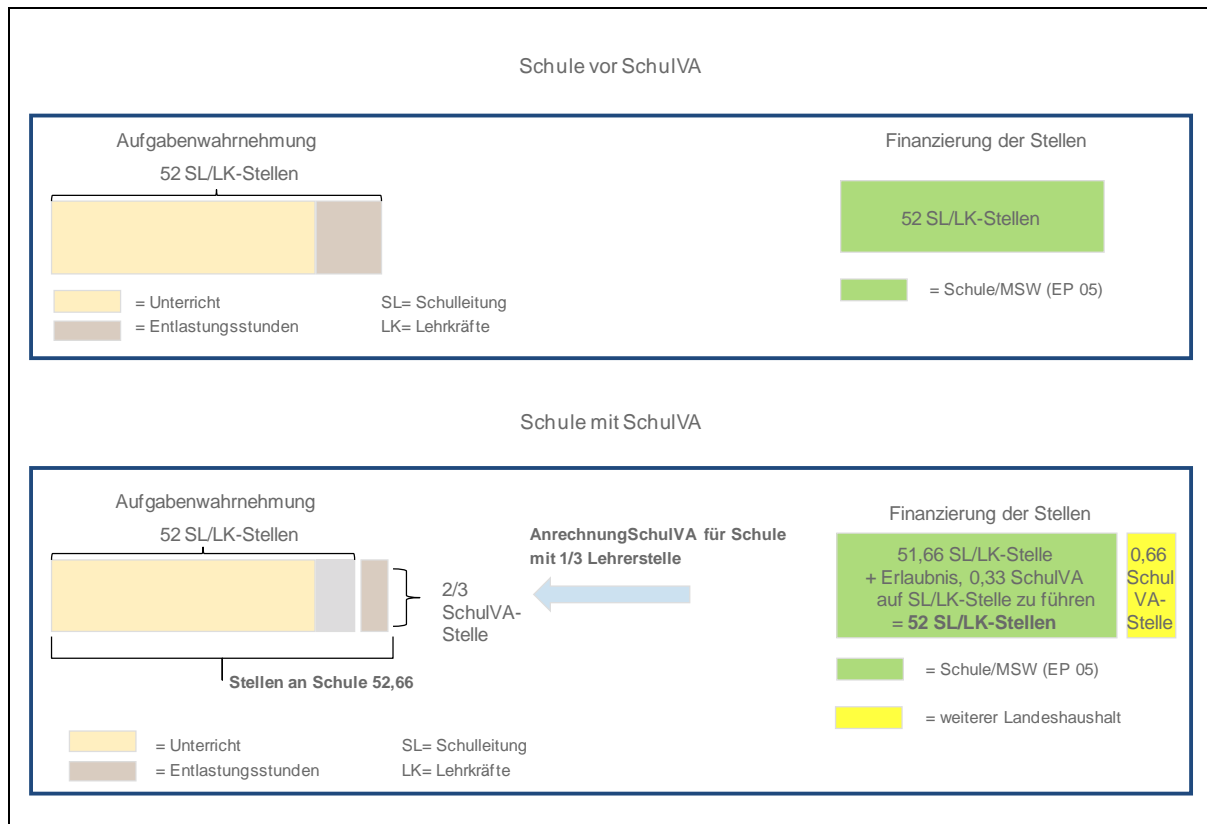 Schule vor SchulVA
Aufgabenwahrnehmung
52 SL/LK-Stellen
Finanzierung der Stellen
52 SL/LK-Stellen
= Unterricht
SL= Schulleitung
= Entlastungsstunden
LK= Lehrkräfte
= Schule/MSW (EP 05)
Schule mit SchulVA
Aufgabenwahrnehmung
52 SL/LK-Stellen
2/3
SchulVA-
Stelle
Stellen an Schule 52,66
AnrechnungSchulVA für Schule
mit 1/3 Lehrerstelle
Finanzierung der Stellen
51,66 SL/LK-Stelle
+ Erlaubnis, 0,33 SchulVA
auf SL/LK-Stelle zu führen
= 52 SL/LK-Stellen
0,66
Schul
VA-
Stelle
= Schule/MSW (EP 05)
= weiterer Landeshaushalt
= Unterricht
SL= Schulleitung
= Entlastungsstunden
LK= Lehrkräfte